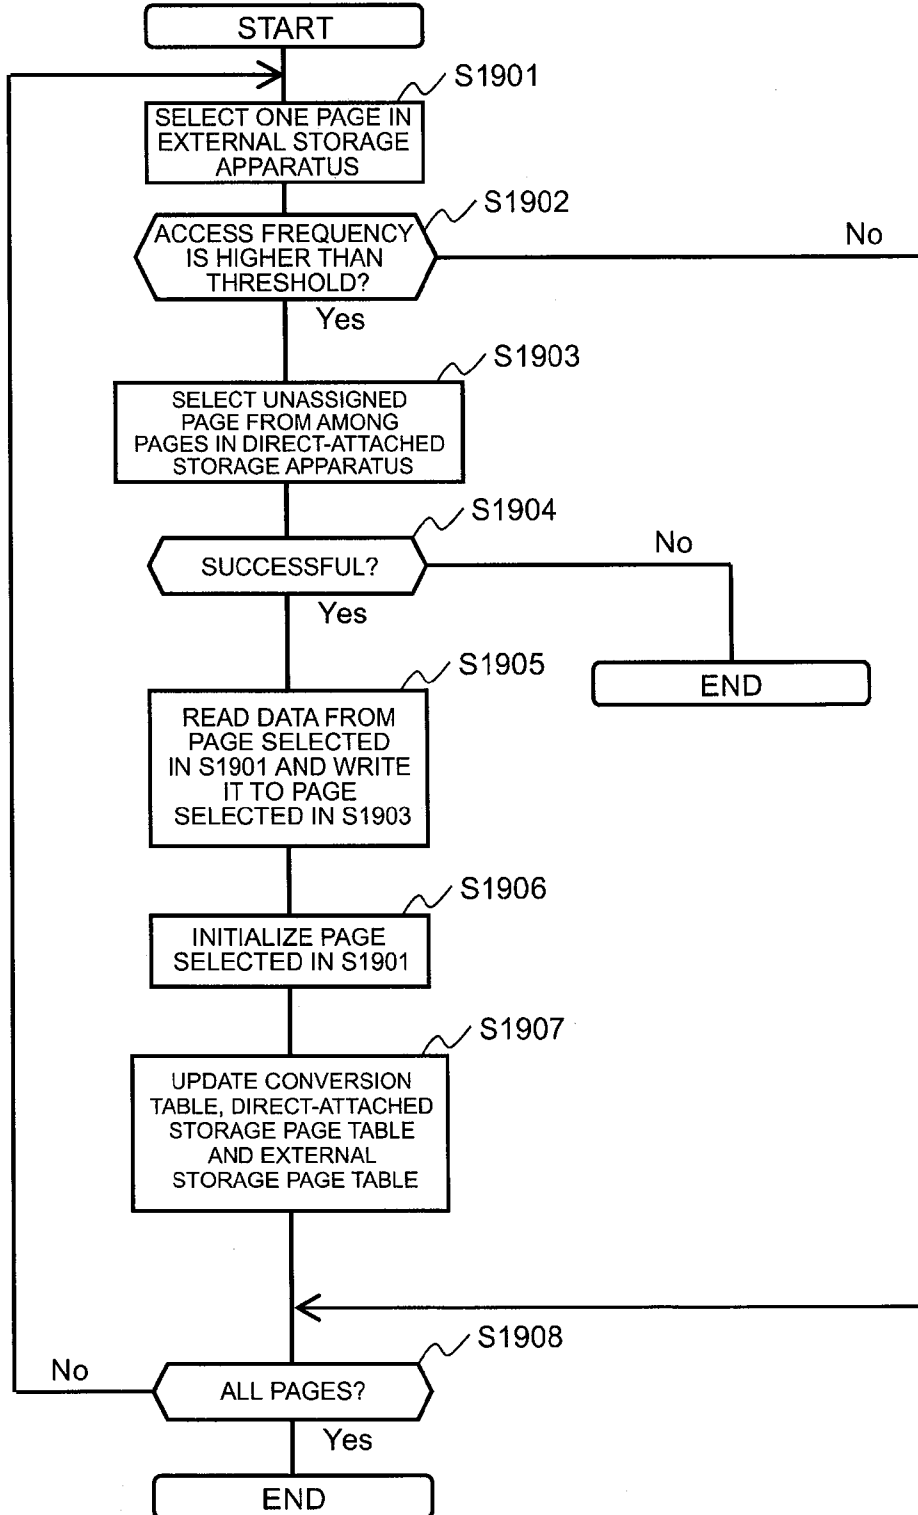 START
S1901
SELECT ONE PAGE IN
EXTERNAL STORAGE
APPARATUS
S1902
ACCESS FREQUENCY
IS HIGHER THAN
THRESHOLD?
No
Yes
S1903
SELECT UNASSIGNED
PAGE FROM AMONG
PAGES IN DIRECT-ATTACHED
STORAGE APPARATUS
S1904
SUCCESSFUL?
No
Yes
END
S1905
READ DATA FROM
PAGE SELECTED
IN S1901 AND WRITE
IT TO PAGE
SELECTED IN S1903
S1906
INITIALIZE PAGE
SELECTED IN S1901
S1907
UPDATE CONVERSION
TABLE, DIRECT-ATTACHED
STORAGE PAGE TABLE
AND EXTERNAL
STORAGE PAGE TABLE
S1908
ALL PAGES?
No
Yes
END